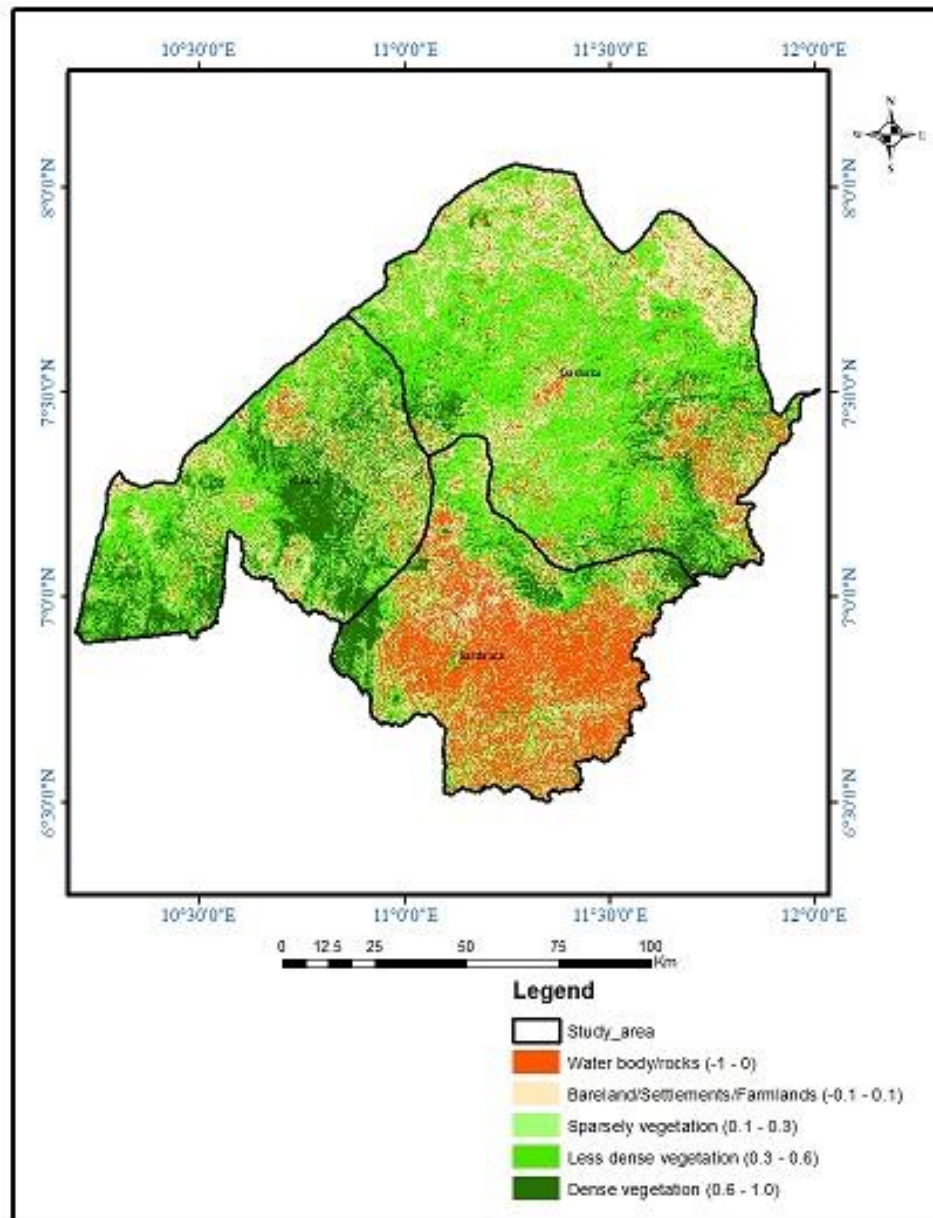 10°30'0"E 11°0'0"E 11°30'0"E 12°0'0"E
N
W E
S
8°0'0"N 8°0'0"N
7°30'0"N 7°30'0"N
7°0'0"N 7°0'0"N
6°30'0"N 6°30'0"N
10°30'0"E 11°0'0"E 11°30'0"E 12°0'0"E
0 12.5 25 50 75 100
Km
Legend
Study_area
Water body/rocks (-1 - 0)
Bareland/Settlements/Farmlands (-0.1 - 0.1)
Sparsely vegetation (0.1 - 0.3)
Less dense vegetation (0.3 - 0.6)
Dense vegetation (0.6 - 1.0)